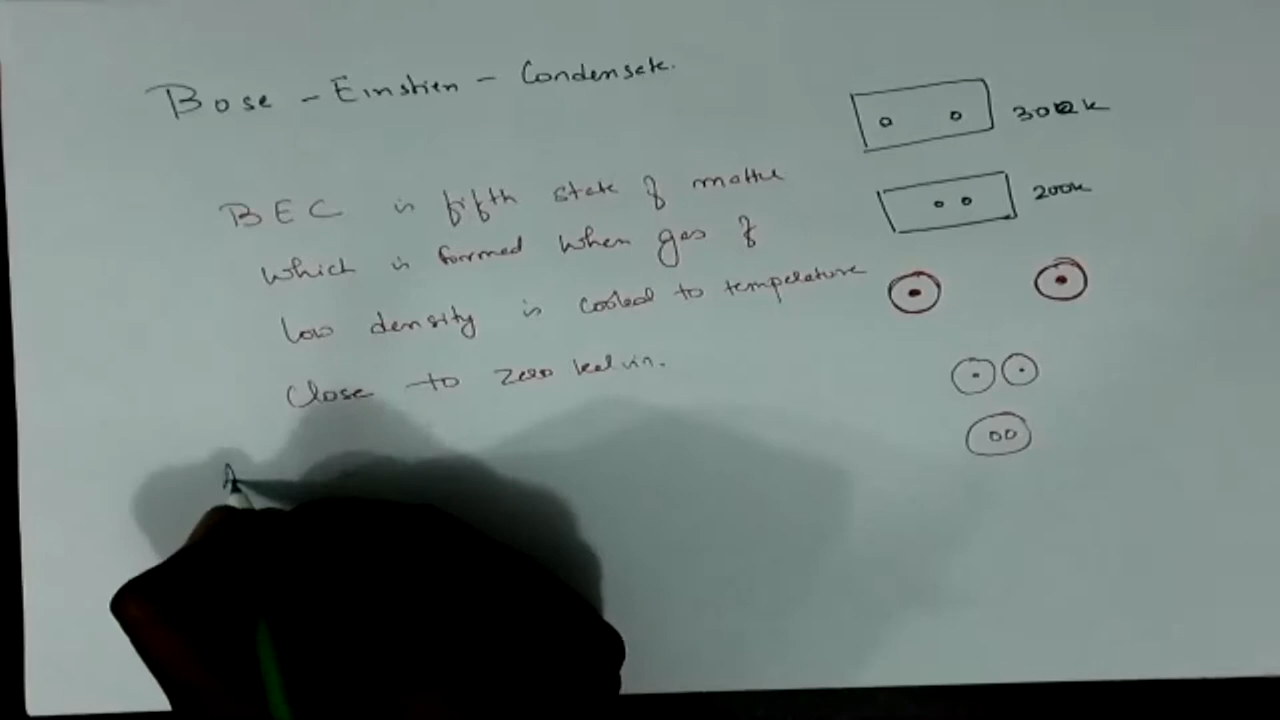 Bose - Einstien - Condensate.
BEC is fifth state of matter
which is formed when gas of
low density is cooled to temperature
close to zero kelvin.
A
300k
200k